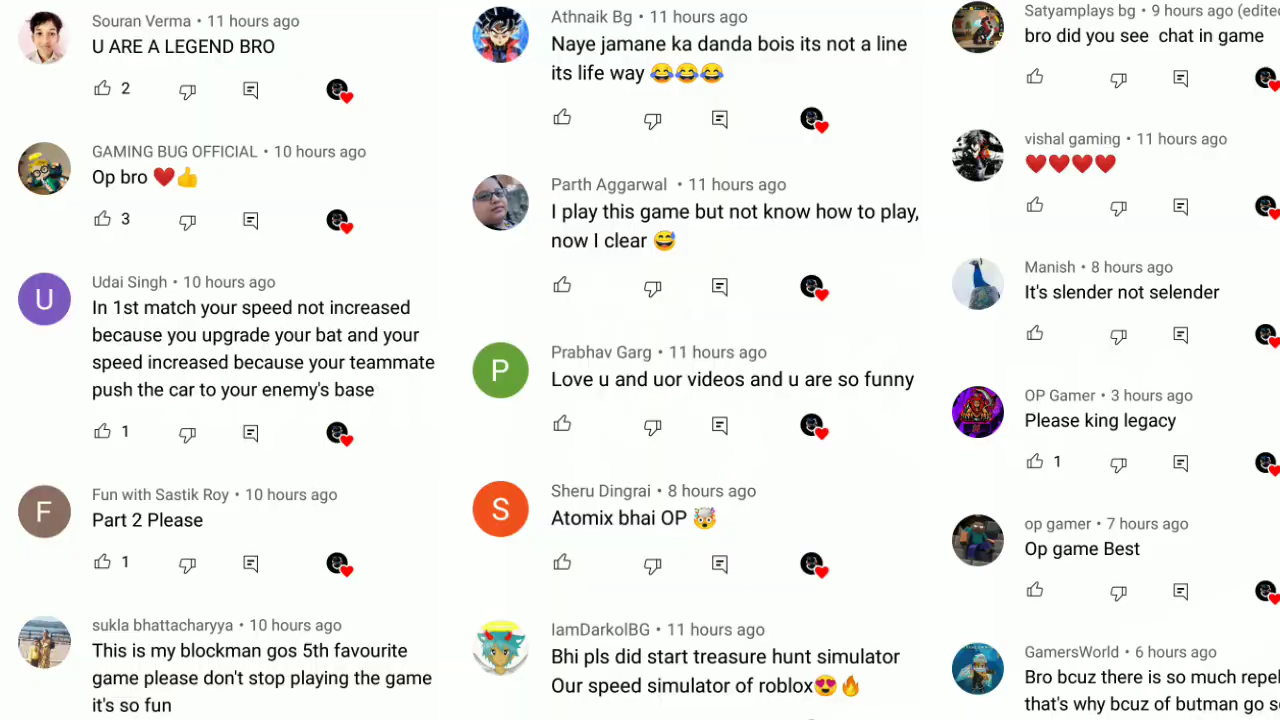 Souran Verma • 11 hours ago
U ARE A LEGEND BRO
2
GAMING BUG OFFICIAL • 10 hours ago
Op bro ❤️👍
3
U
Udai Singh • 10 hours ago
In 1st match your speed not increased
because you upgrade your bat and your
speed increased because your teammate
push the car to your enemy's base
1
F
Fun with Sastik Roy • 10 hours ago
Part 2 Please
1
sukla bhattacharyya • 10 hours ago
This is my blockman gos 5th favourite
game please don't stop playing the game
it's so fun
Athnaik Bg • 11 hours ago
Naye jamane ka danda bois its not a line
its life way 😂😂😂
Parth Aggarwal • 11 hours ago
I play this game but not know how to play,
now I clear 😅
P
Prabhav Garg • 11 hours ago
Love u and uor videos and u are so funny
S
Sheru Dingrai • 8 hours ago
Atomix bhai OP 🤯
IamDarkolBG • 11 hours ago
Bhi pls did start treasure hunt simulator
Our speed simulator of roblox😍🔥
Satyamplays bg • 9 hours ago (edite
bro did you see chat in game
vishal gaming • 11 hours ago
❤️❤️❤️❤️
Manish • 8 hours ago
It's slender not selender
OP Gamer • 3 hours ago
Please king legacy
1
op gamer • 7 hours ago
Op game Best
GamersWorld • 6 hours ago
Bro bcuz there is so much
that's why bcuz of butman go